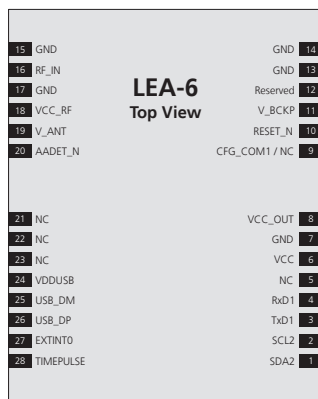 15 GND
16 RF_IN
17 GND
18 VCC_RF
19 V_ANT
20 AADET_N
LEA-6
Top View
GND 14
GND 13
Reserved 12
V_BCKP 11
RESET_N 10
CFG_COM1 / NC 9
21 NC
22 NC
23 NC
24 VDDUSB
25 USB_DM
26 USB_DP
27 EXTINT0
28 TIMEPULSE
VCC_OUT 8
GND 7
VCC 6
NC 5
RxD1 4
TxD1 3
SCL2 2
SDA2 1